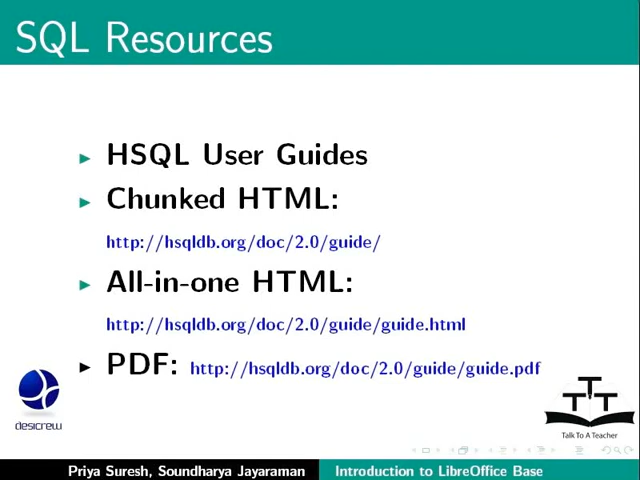 SQL Resources
HSQL User Guides
Chunked HTML:
http://hsqldb.org/doc/2.0/guide/
All-in-one HTML:
http://hsqldb.org/doc/2.0/guide/guide.html
PDF: http://hsqldb.org/doc/2.0/guide/guide.pdf
desicrew
TTT
Talk To A Teacher
Priya Suresh, Soundharya Jayaraman Introduction to LibreOffice Base